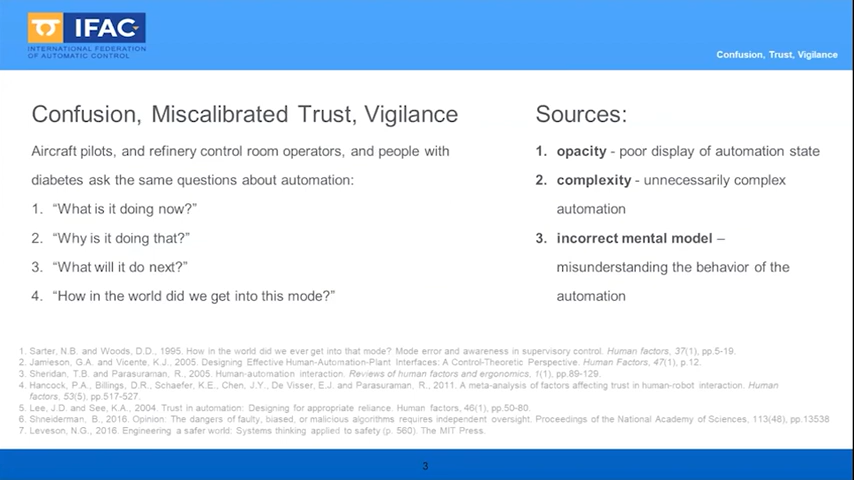 IFAC
INTERNATIONAL FEDERATION
OF AUTOMATIC CONTROL
Confusion, Trust, Vigilance
Confusion, Miscalibrated Trust, Vigilance
Aircraft pilots, and refinery control room operators, and people with
diabetes ask the same questions about automation:
1. “What is it doing now?”
2. “Why is it doing that?”
3. “What will it do next?”
4. “How in the world did we get into this mode?”
Sources:
1. opacity - poor display of automation state
2. complexity - unnecessarily complex
automation
3. incorrect mental model –
misunderstanding the behavior of the
automation
1. Sarter, N.B. and Woods, D.D., 1995. How in the world did we ever get into that mode? Mode error and awareness in supervisory control. Human factors, 37(1), pp.5-19.
2. Jamieson, G.A. and Vicente, K.J., 2005. Designing Effective Human-Automation-Plant Interfaces: A Control-Theoretic Perspective. Human Factors, 47(1), p.12.
3. Sheridan, T.B. and Parasuraman, R., 2005. Human-automation interaction. Reviews of human factors and ergonomics, 1(1), pp.89-129.
4. Hancock, P.A., Billings, D.R., Schaefer, K.E., Chen, J.Y., De Visser, E.J. and Parasuraman, R., 2011. A meta-analysis of factors affecting trust in human-robot interaction. Human
factors, 53(5), pp.517-527.
5. Lee, J.D. and See, K.A., 2004. Trust in automation: Designing for appropriate reliance. Human factors, 46(1), pp.50-80.
6. Shneiderman, B., 2016. Opinion: The dangers of faulty, biased, or malicious algorithms requires independent oversight. Proceedings of the National Academy of Sciences, 113(48), pp.13538
7. Leveson, N.G., 2016. Engineering a safer world: Systems thinking applied to safety (p. 560). The MIT Press.
3